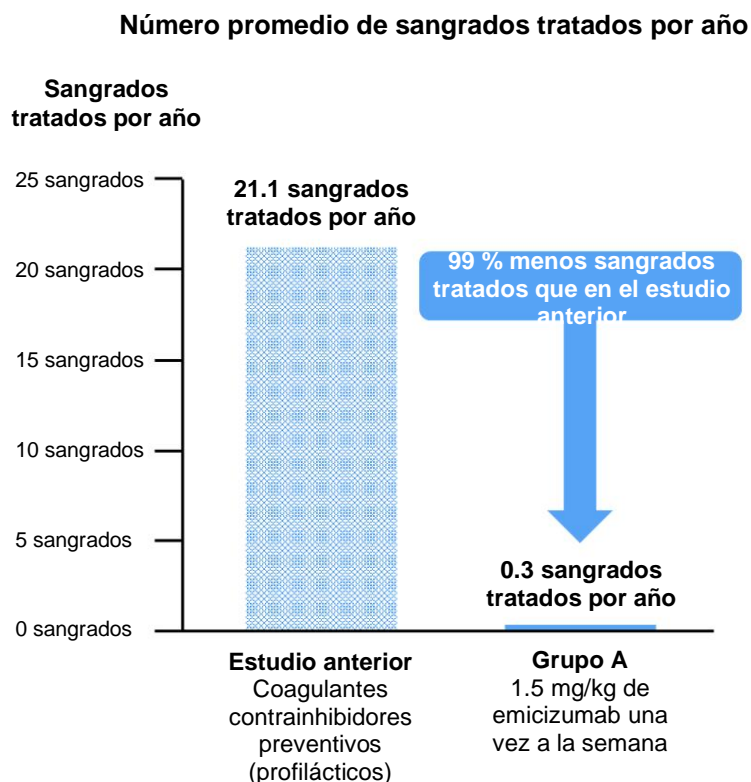 Número promedio de sangrados tratados por año
Sangrados
tratados por año
25 sangrados
20 sangrados
15 sangrados
10 sangrados
5 sangrados
0 sangrados
21.1 sangrados
tratados por año
99 % menos sangrados
tratados que en el estudio
anterior
0.3 sangrados
tratados por año
Estudio anterior
Coagulantes
contrainhibidores
preventivos
(profilácticos)
Grupo A
1.5 mg/kg de
emicizumab una
vez a la semana